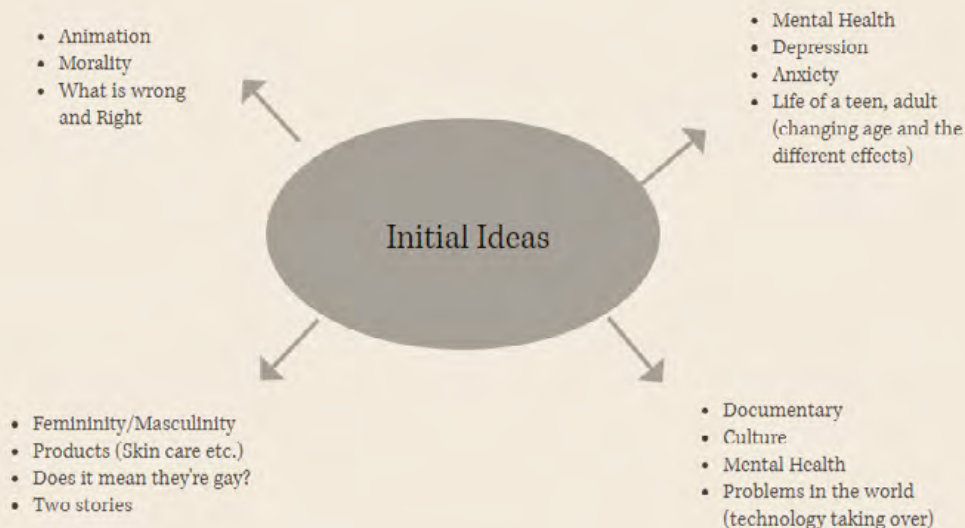 • Animation
• Morality
• What is wrong
and Right
• Mental Health
• Depression
• Anxiety
• Life of a teen, adult
(changing age and the
different effects)
Initial Ideas
• Femininity/Masculinity
• Products (Skin care etc.)
• Does it mean they're gay?
• Two stories
• Documentary
• Culture
• Mental Health
• Problems in the world
(technology taking over)